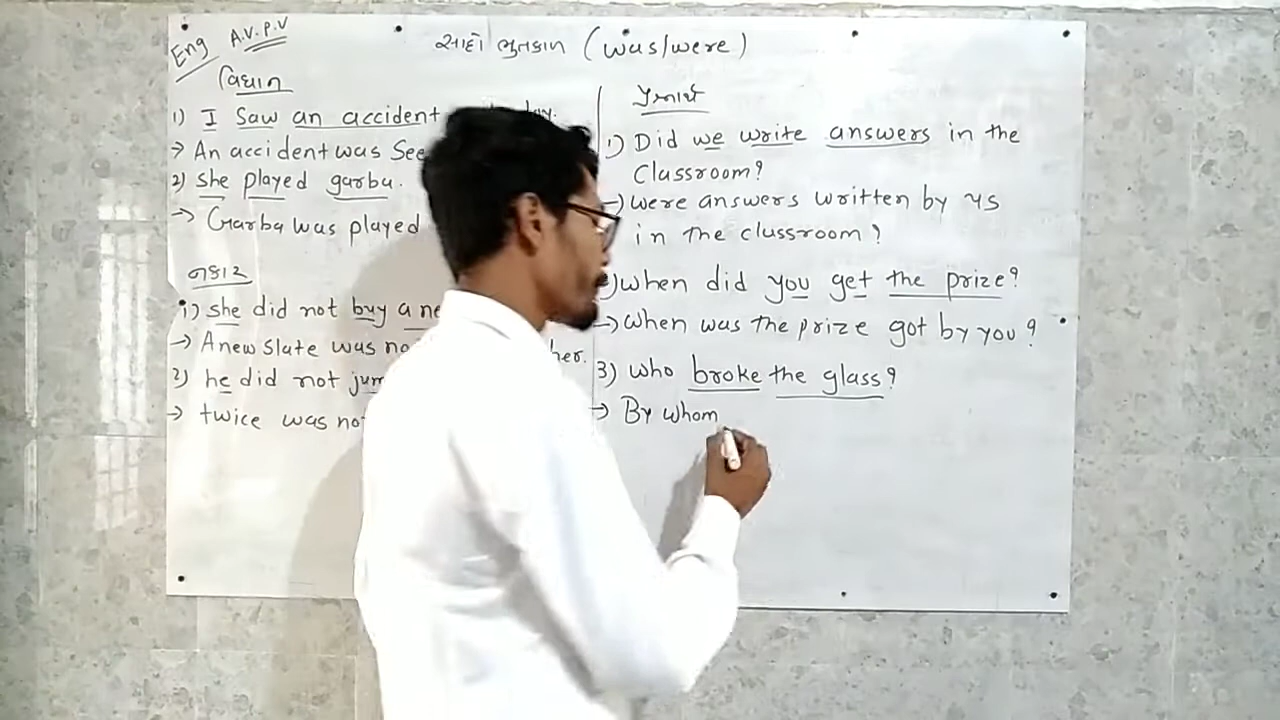 Eng A.V. P.V
સાદો ભૂતકાળ (was/were)
વિધાન
1) I Saw an accident
→ An accident was See
2) she played garba.
→ Garba was played
નકાર
1) she did not buy a ne
→ A new slate was no her.
2) he did not jum
→ twice was not
પ્રશ્નાર્થ
1) Did we write answers in the
Classroom?
→ were answers written by us
in the classroom?
2) when did you get the prize?
→ when was the prize got by you?
3) who broke the glass?
→ By whom